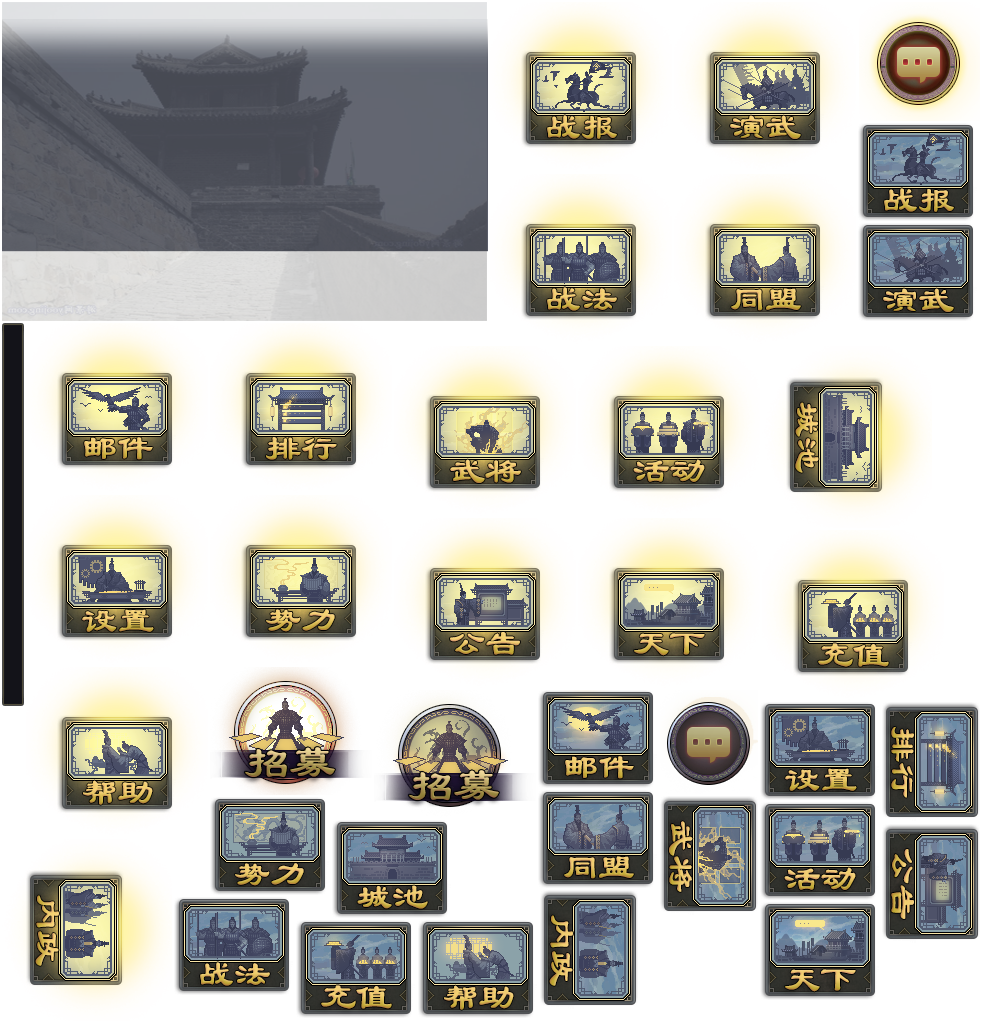 战报
演武
战报
战法
同盟
演武
邮件
排行
武将
活动
城池
设置
势力
公告
天下
充值
帮助
招募
招募
邮件
设置
排行
势力
城池
同盟
武将
活动
公告
内政
战法
充值
帮助
内政
天下